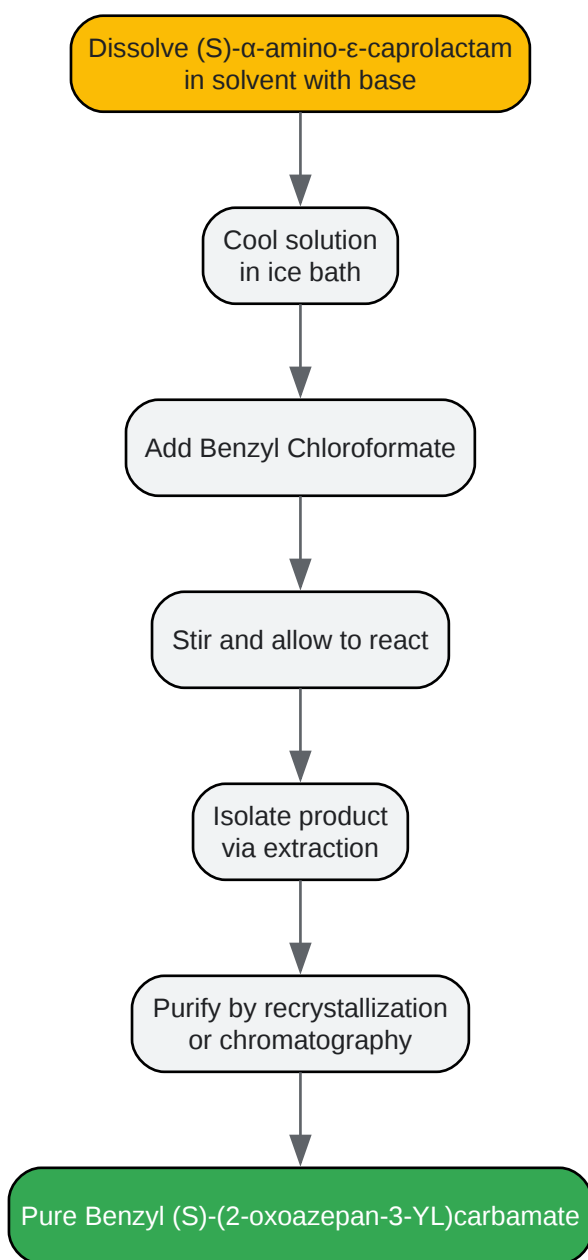 Dissolve (S)-α-amino-ε-caprolactam
in solvent with base
Cool solution
in ice bath
Add Benzyl Chloroformate
Stir and allow to react
Isolate product
via extraction
Purify by recrystallization
or chromatography
Pure Benzyl (S)-(2-oxoazepan-3-YL)carbamate